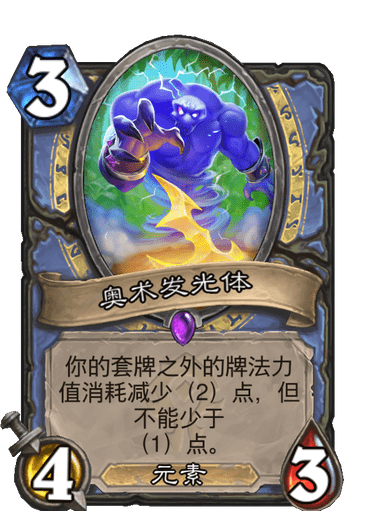 3
奥术发光体
你的套牌之外的牌法力
值消耗减少（2）点，但
不能少于
（1）点。
4
元素
3